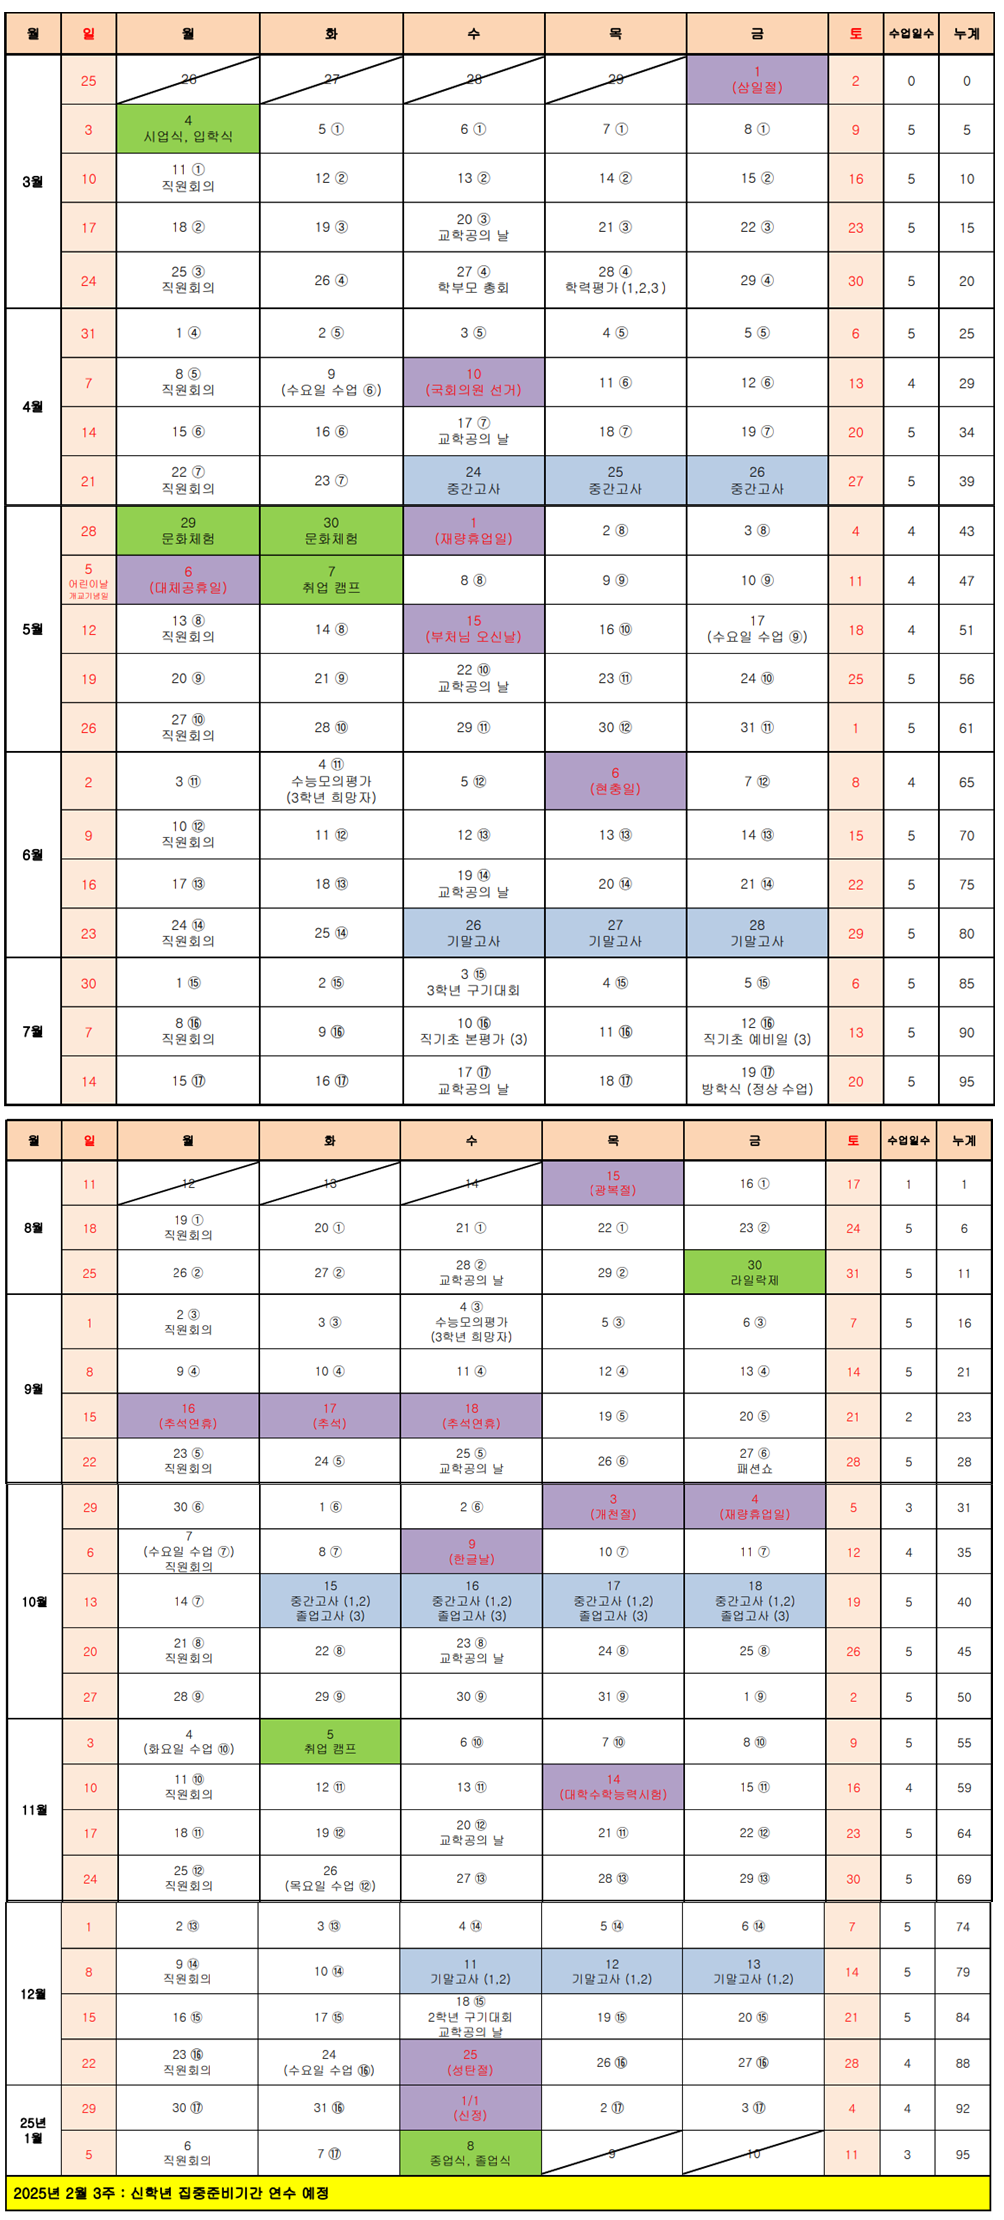 월 일 월 화 수 목 금 토 수업일수 누계
3월
25 26 27 28 29 1 2 0 0
(삼일절)
3 4 5 ① 6 ① 7 ① 8 ① 9 5 5
시업식, 입학식
10 11 ① 12 ② 13 ② 14 ② 15 ② 16 5 10
직원회의
17 18 ② 19 ③ 20 ③ 21 ③ 22 ③ 23 5 15
교학공의 날
24 25 ③ 26 ④ 27 ④ 28 ④ 29 ④ 30 5 20
직원회의 학부모 총회 학력평가(1,2,3)
4월
31 1 ④ 2 ⑤ 3 ⑤ 4 ⑤ 5 ⑤ 6 5 25
7 8 ⑤ 9 10 11 ⑥ 12 ⑥ 13 4 29
직원회의 (수요일 수업 ⑥) (국회의원 선거)
14 15 ⑥ 16 ⑥ 17 ⑦ 18 ⑦ 19 ⑦ 20 5 34
교학공의 날
21 22 ⑦ 23 ⑦ 24 25 26 27 5 39
직원회의 중간고사 중간고사 중간고사
5월
28 29 30 1 2 ⑧ 3 ⑧ 4 4 43
문화체험 문화체험 (재량휴업일)
5 6 7 8 ⑧ 9 ⑨ 10 ⑨ 11 4 47
어린이날 (대체공휴일) 취업 캠프
개교기념일
12 13 ⑧ 14 ⑧ 15 16 ⑩ 17 18 4 51
직원회의 (부처님 오신날) (수요일 수업 ⑨)
19 20 ⑨ 21 ⑨ 22 ⑩ 23 ⑪ 24 ⑩ 25 5 56
교학공의 날
26 27 ⑩ 28 ⑩ 29 ⑪ 30 ⑫ 31 ⑪ 1 5 61
직원회의
6월
2 3 ⑪ 4 ⑪ 5 ⑫ 6 7 ⑫ 8 4 65
수능모의평가 (현충일)
(3학년 희망자)
9 10 ⑫ 11 ⑫ 12 ⑬ 13 ⑬ 14 ⑬ 15 5 70
직원회의
16 17 ⑬ 18 ⑬ 19 ⑭ 20 ⑭ 21 ⑭ 22 5 75
교학공의 날
23 24 ⑭ 25 ⑭ 26 27 28 29 5 80
직원회의 기말고사 기말고사 기말고사
7월
30 1 ⑮ 2 ⑮ 3 ⑮ 4 ⑮ 5 ⑮ 6 5 85
3학년 구기대회
7 8 ⑯ 9 ⑯ 10 ⑯ 11 ⑯ 12 ⑯ 13 5 90
직원회의 직기초 본평가 (3) 직기초 예비일 (3)
14 15 ⑰ 16 ⑰ 17 ⑰ 18 ⑰ 19 ⑰ 20 5 95
교학공의 날 방학식 (정상 수업)
월 일 월 화 수 목 금 토 수업일수 누계
8월
11 12 13 14 15 16 ① 17 1 1
(광복절)
18 19 ① 20 ① 21 ① 22 ① 23 ② 24 5 6
직원회의
25 26 ② 27 ② 28 ② 29 ② 30 31 5 11
교학공의 날 라일락제
9월
1 2 ③ 3 ③ 4 ③ 5 ③ 6 ③ 7 5 16
직원회의 수능모의평가
(3학년 희망자)
8 9 ④ 10 ④ 11 ④ 12 ④ 13 ④ 14 5 21
15 16 17 18 19 ⑤ 20 ⑤ 21 2 23
(추석연휴) (추석) (추석연휴)
22 23 ⑤ 24 ⑤ 25 ⑤ 26 ⑥ 27 ⑥ 28 5 28
직원회의 교학공의 날 패션쇼
10월
29 30 ⑥ 1 ⑥ 2 ⑥ 3 4 5 3 31
(개천절) (재량휴업일)
6 7 8 ⑦ 9 10 ⑦ 11 ⑦ 12 4 35
(수요일 수업 ⑦) (한글날)
직원회의
13 14 ⑦ 15 16 17 18 19 5 40
중간고사 (1,2) 중간고사 (1,2) 중간고사 (1,2) 중간고사 (1,2)
졸업고사 (3) 졸업고사 (3) 졸업고사 (3) 졸업고사 (3)
20 21 ⑧ 22 ⑧ 23 ⑧ 24 ⑧ 25 ⑧ 26 5 45
직원회의 교학공의 날
27 28 ⑨ 29 ⑨ 30 ⑨ 31 ⑨ 1 ⑨ 2 5 50
11월
3 4 5 6 ⑩ 7 ⑩ 8 ⑩ 9 5 55
(화요일 수업 ⑩) 취업 캠프
10 11 ⑩ 12 ⑪ 13 ⑪ 14 15 ⑪ 16 4 59
직원회의 (대학수학능력시험)
17 18 ⑪ 19 ⑫ 20 ⑫ 21 ⑪ 22 ⑫ 23 5 64
교학공의 날
24 25 ⑫ 26 27 ⑬ 28 ⑬ 29 ⑬ 30 5 69
직원회의 (목요일 수업 ⑫)
12월
1 2 ⑬ 3 ⑬ 4 ⑭ 5 ⑭ 6 ⑭ 7 5 74
8 9 ⑭ 10 ⑭ 11 12 13 14 5 79
직원회의 기말고사 (1,2) 기말고사 (1,2) 기말고사 (1,2)
15 16 ⑮ 17 ⑮ 18 ⑮ 19 ⑮ 20 ⑮ 21 5 84
2학년 구기대회
교학공의 날
22 23 ⑯ 24 25 26 ⑯ 27 ⑯ 28 4 88
직원회의 (수요일 수업 ⑯) (성탄절)
25년
1월
29 30 ⑰ 31 ⑯ 1/1 2 ⑰ 3 ⑰ 4 4 92
(신정)
5 6 7 ⑰ 8 9 10 11 3 95
직원회의 종업식, 졸업식
2025년 2월 3주 : 신학년 집중준비기간 연수 예정